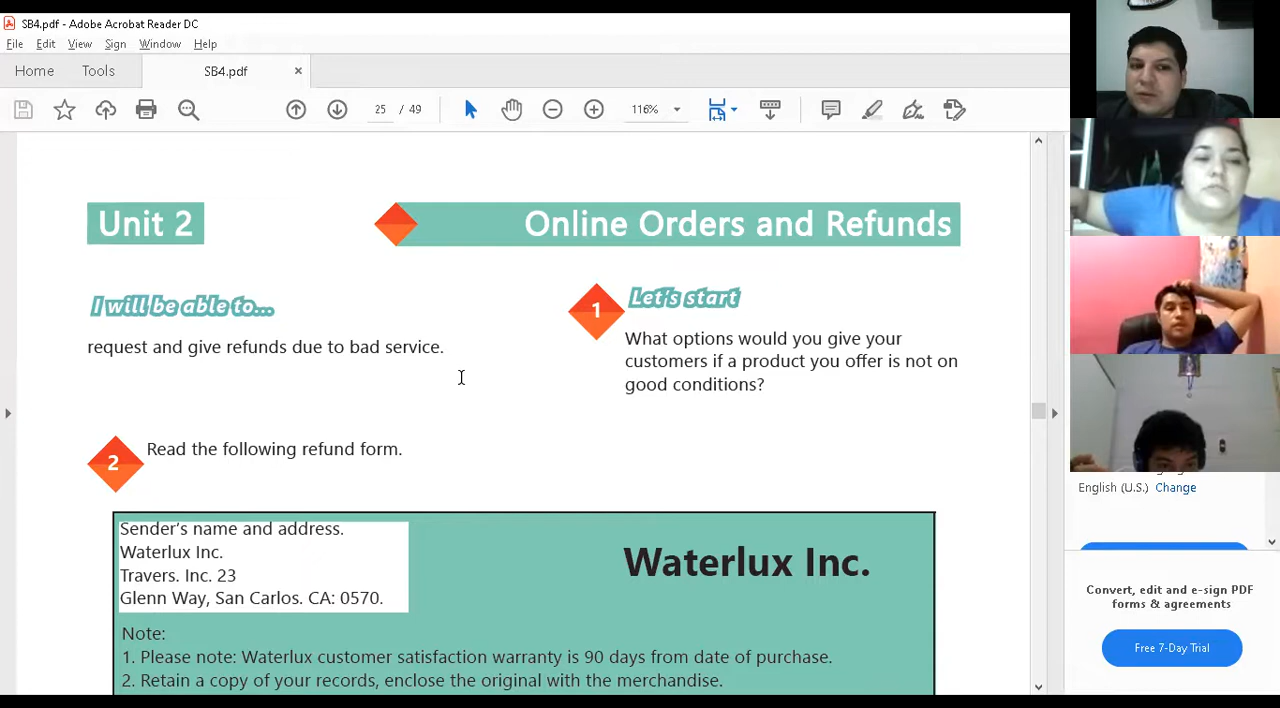 SB4.pdf - Adobe Acrobat Reader DC
File Edit View Sign Window Help
Home Tools SB4.pdf ×
25 / 49 116%
Unit 2 Online Orders and Refunds
I will be able to...
request and give refunds due to bad service.
1 Let's start
What options would you give your
customers if a product you offer is not on
good conditions?
2 Read the following refund form.
Sender's name and address.
Waterlux Inc.
Travers. Inc. 23
Glenn Way, San Carlos. CA: 0570.
Waterlux Inc.
Note:
1. Please note: Waterlux customer satisfaction warranty is 90 days from date of purchase.
2. Retain a copy of your records, enclose the original with the merchandise.
English (U.S.) Change
Convert, edit and e-sign PDF
forms & agreements
Free 7-Day Trial